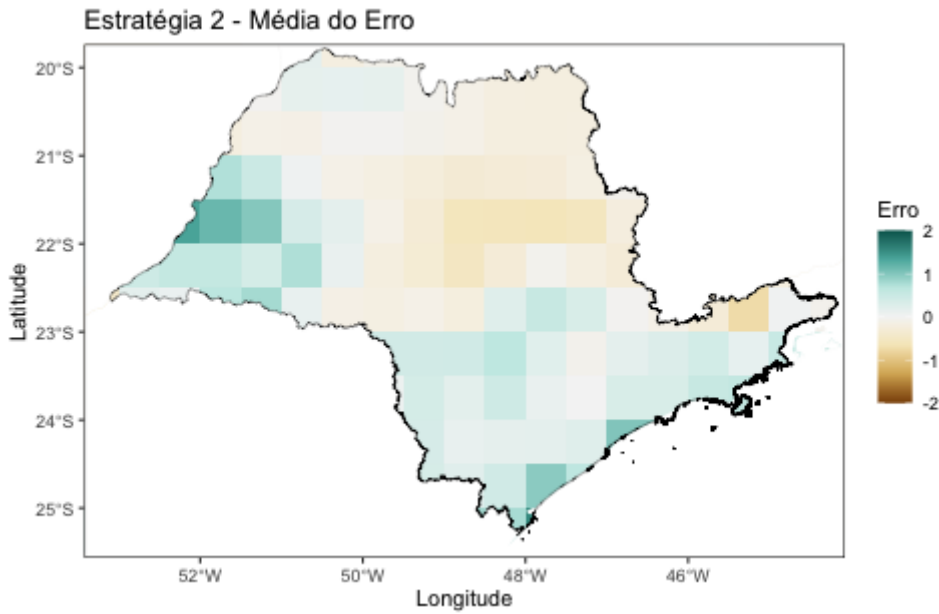 Estratégia 2 - Média do Erro
20°S
21°S
22°S
23°S
24°S
25°S
Latitude
52°W
50°W
48°W
46°W
Longitude
Erro
2
1
0
-1
-2